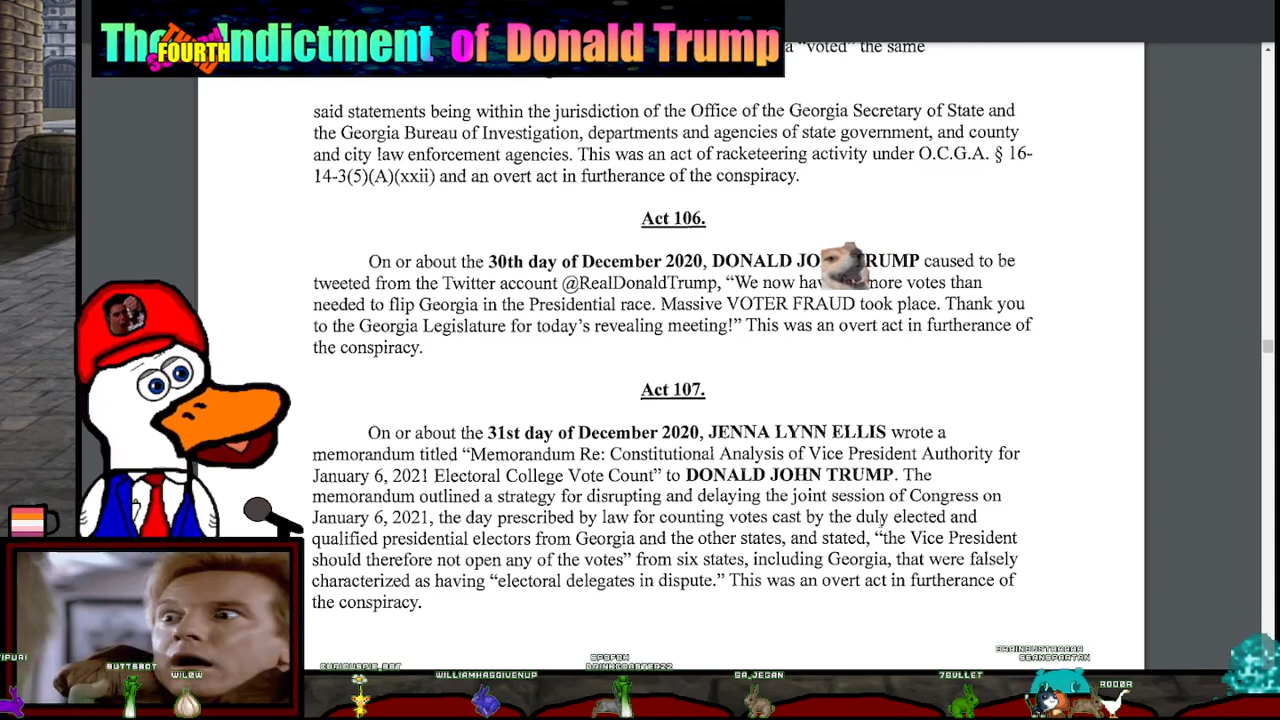 The FOURTH Indictment of Donald Trump
a “voted” the same
said statements being within the jurisdiction of the Office of the Georgia Secretary of State and
the Georgia Bureau of Investigation, departments and agencies of state government, and county
and city law enforcement agencies. This was an act of racketeering activity under O.C.G.A. § 16-
14-3(5)(A)(xxii) and an overt act in furtherance of the conspiracy.
Act 106.
On or about the 30th day of December 2020, DONALD JO TRUMP caused to be
tweeted from the Twitter account @RealDonaldTrump, “We now hav more votes than
needed to flip Georgia in the Presidential race. Massive VOTER FRAUD took place. Thank you
to the Georgia Legislature for today’s revealing meeting!” This was an overt act in furtherance of
the conspiracy.
Act 107.
On or about the 31st day of December 2020, JENNA LYNN ELLIS wrote a
memorandum titled “Memorandum Re: Constitutional Analysis of Vice President Authority for
January 6, 2021 Electoral College Vote Count” to DONALD JOHN TRUMP. The
memorandum outlined a strategy for disrupting and delaying the joint session of Congress on
January 6, 2021, the day prescribed by law for counting votes cast by the duly elected and
qualified presidential electors from Georgia and the other states, and stated, “the Vice President
should therefore not open any of the votes” from six states, including Georgia, that were falsely
characterized as having “electoral delegates in dispute.” This was an overt act in furtherance of
the conspiracy.
BUTTSBOT
WILOW
CURIOUSPIE_BOT
WILLIAMHASGIVENUP
SPOFOX
DRINKCOASTER22
SA_JEGAN
7BULLET
SEANSPARTAN
ROO0R